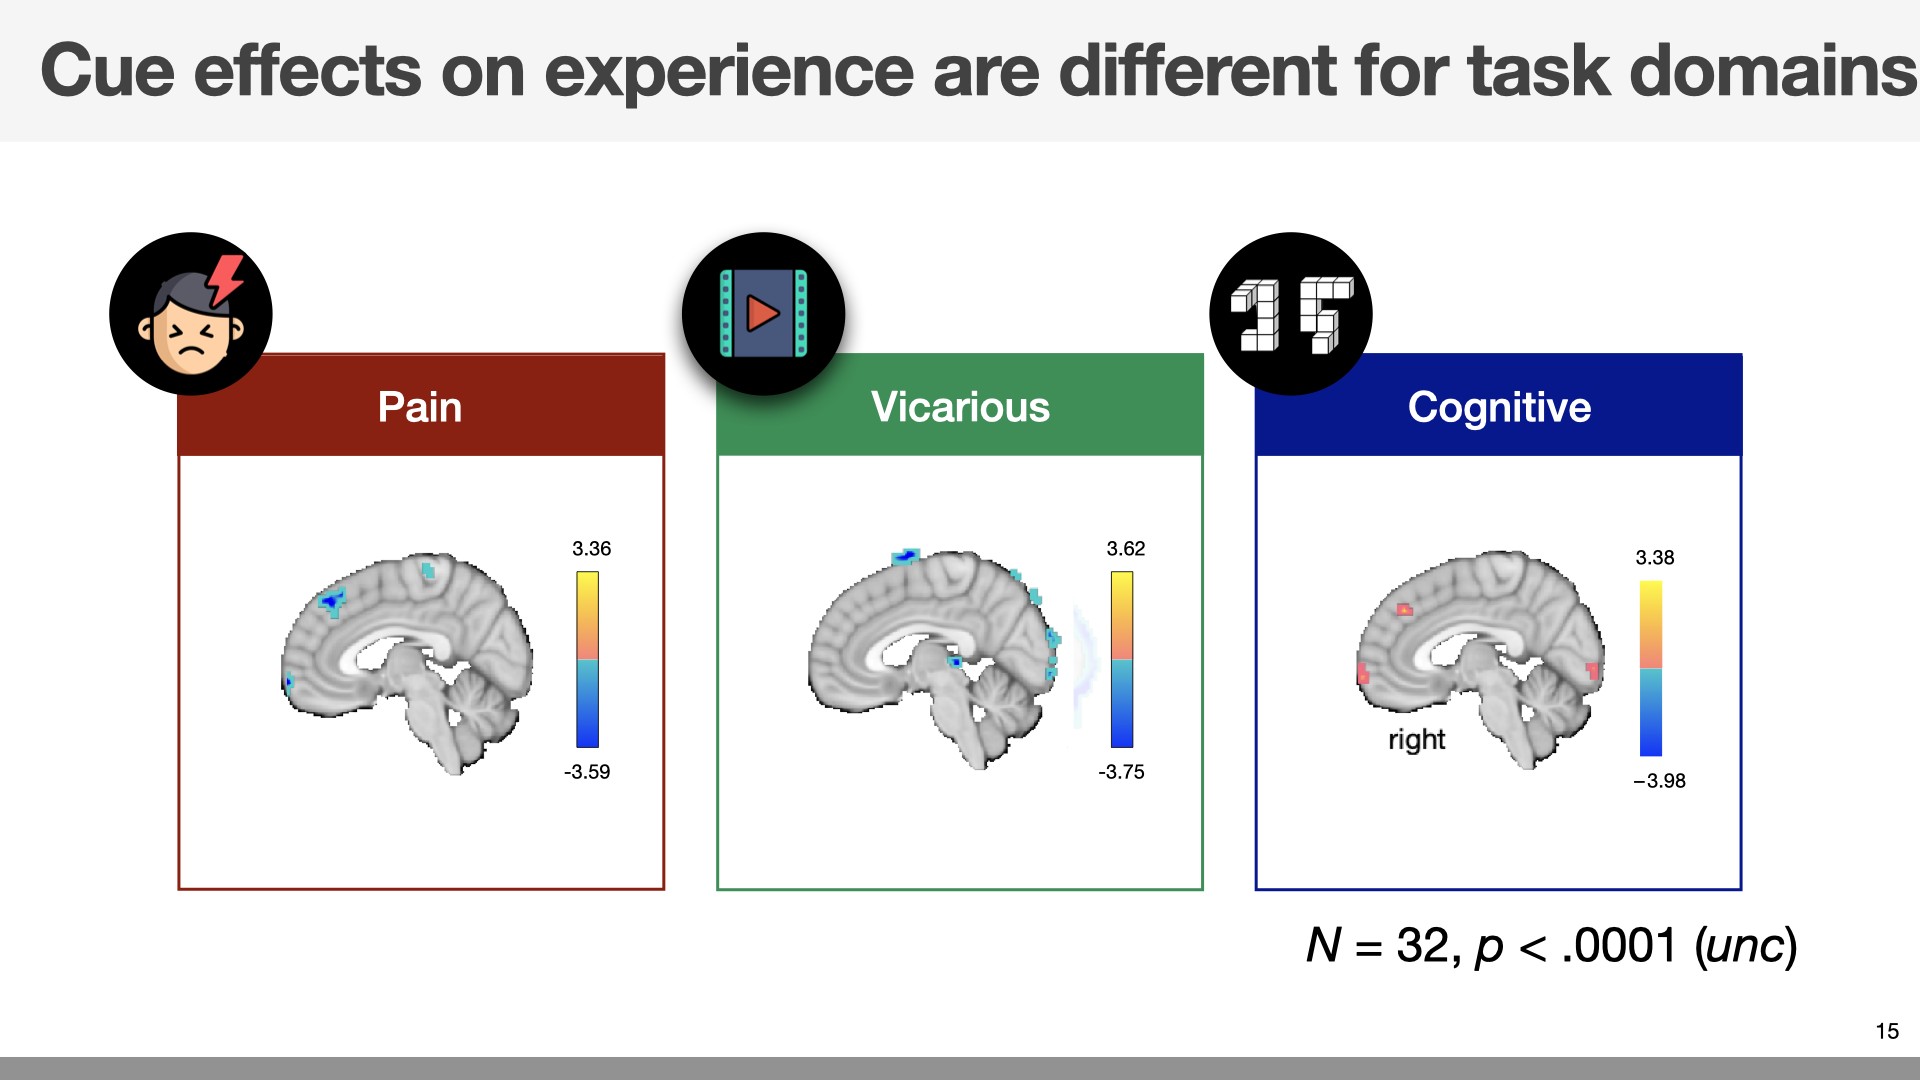 Cue effects on experience are different for task domains
Pain
Vicarious
Cognitive
3.36
-3.59
3.62
-3.75
3.38
−3.98
right
N = 32, p < .0001 (unc)
15